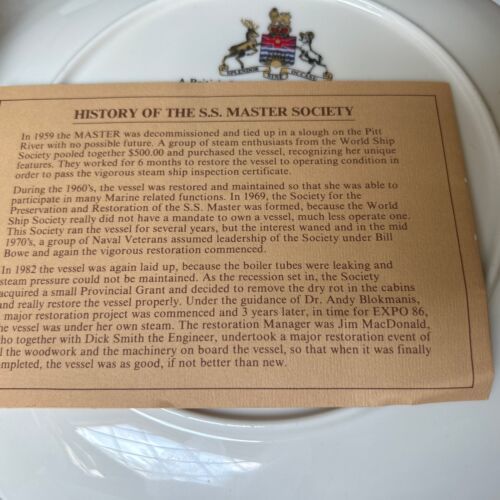 SPLENDOR SINE OCCASU
HISTORY OF THE S.S. MASTER SOCIETY
In 1959 the MASTER was decommissioned and tied up in a slough on the Pitt
River with no possible future. A group of steam enthusiasts from the World Ship
Society pooled together $500.00 and purchased the vessel, recognizing her unique
features. They worked for 6 months to restore the vessel to operating condition in
order to pass the vigorous steam ship inspection certificate.
During the 1960's, the vessel was restored and maintained so that she was able to
participate in many Marine related functions. In 1969, the Society for the
Preservation and Restoration of the S.S. Master was formed, because the World
Ship Society really did not have a mandate to own a vessel, much less operate one.
This Society ran the vessel for several years, but the interest waned and in the mid
1970's, a group of Naval Veterans assumed leadership of the Society under Bill
Bowe and again the vigorous restoration commenced.
In 1982 the vessel was again laid up, because the boiler tubes were leaking and
steam pressure could not be maintained. As the recession set in, the Society
acquired a small Provincial Grant and decided to remove the dry rot in the cabins
and really restore the vessel properly. Under the guidance of Dr. Andy Blokmanis,
major restoration project was commenced and 3 years later, in time for EXPO 86,
he vessel was under her own steam. The restoration Manager was Jim MacDonald,
ho together with Dick Smith the Engineer, undertook a major restoration event of
l the woodwork and the machinery on board the vessel, so that when it was finally
mpleted, the vessel was as good, if not better than new.